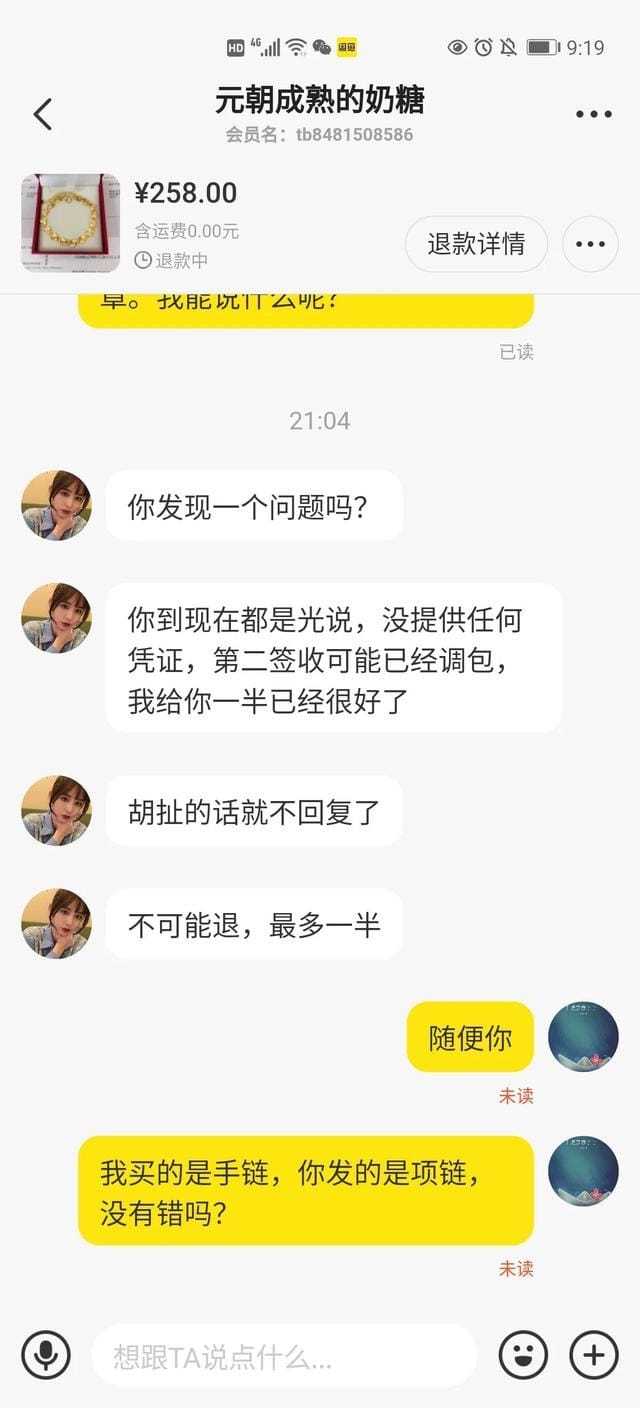 HD 4G 9:19
元朝成熟的奶糖
会员名：tb8481508586
¥258.00
含运费0.00元
退款中
退款详情
章。我能说什么呢？
已读
21:04
你发现一个问题吗？
你到现在都是光说，没提供任何
凭证，第二签收可能已经调包，
我给你一半已经很好了
胡扯的话就不回复了
不可能退，最多一半
随便你
未读
我买的是手链，你发的是项链，
没有错吗？
未读
想跟TA说点什么...